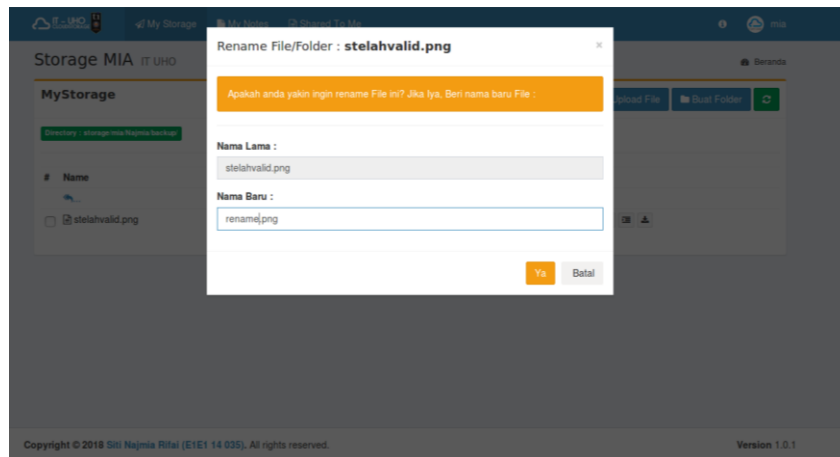 IT - UHO
My Storage
My Notes
Shared To Me
mia
Storage MIA IT UHO
Beranda
MyStorage
Upload File
Buat Folder
Directory : storage/mia/Najmia/backup/
# Name
...
stelahvalid.png
Rename File/Folder : stelahvalid.png
×
Apakah anda yakin ingin rename File ini? Jika Iya, Beri nama baru File :
Nama Lama :
stelahvalid.png
Nama Baru :
rename.png
Ya
Batal
Copyright © 2018 Siti Najmia Rifai (E1E1 14 035). All rights reserved.
Version 1.0.1